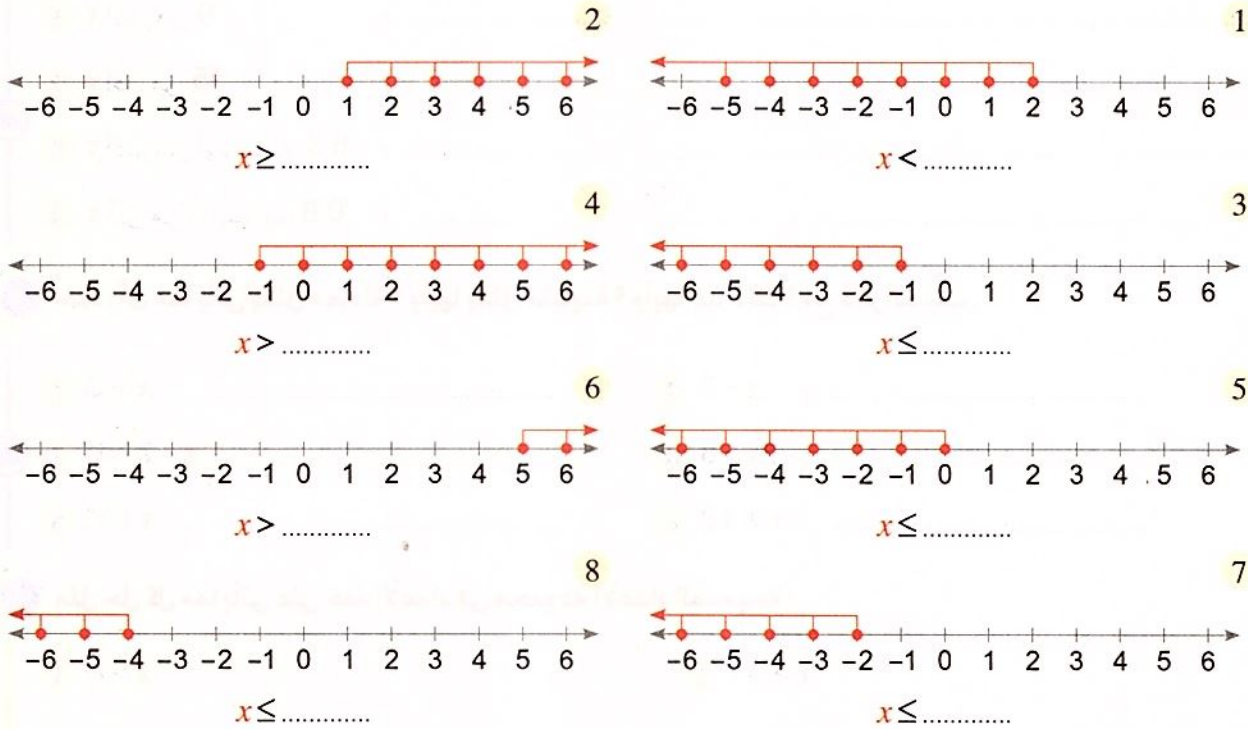 2 1
−6 −5 −4 −3 −2 −1 0 1 2 3 4 5 6 −6 −5 −4 −3 −2 −1 0 1 2 3 4 5 6
x ≥ ............ x < ............
4 3
−6 −5 −4 −3 −2 −1 0 1 2 3 4 5 6 −6 −5 −4 −3 −2 −1 0 1 2 3 4 5 6
x > ............ x ≤ ............
6 5
−6 −5 −4 −3 −2 −1 0 1 2 3 4 5 6 −6 −5 −4 −3 −2 −1 0 1 2 3 4 5 6
x > ............ x ≤ ............
8 7
−6 −5 −4 −3 −2 −1 0 1 2 3 4 5 6 −6 −5 −4 −3 −2 −1 0 1 2 3 4 5 6
x ≤ ............ x ≤ ............